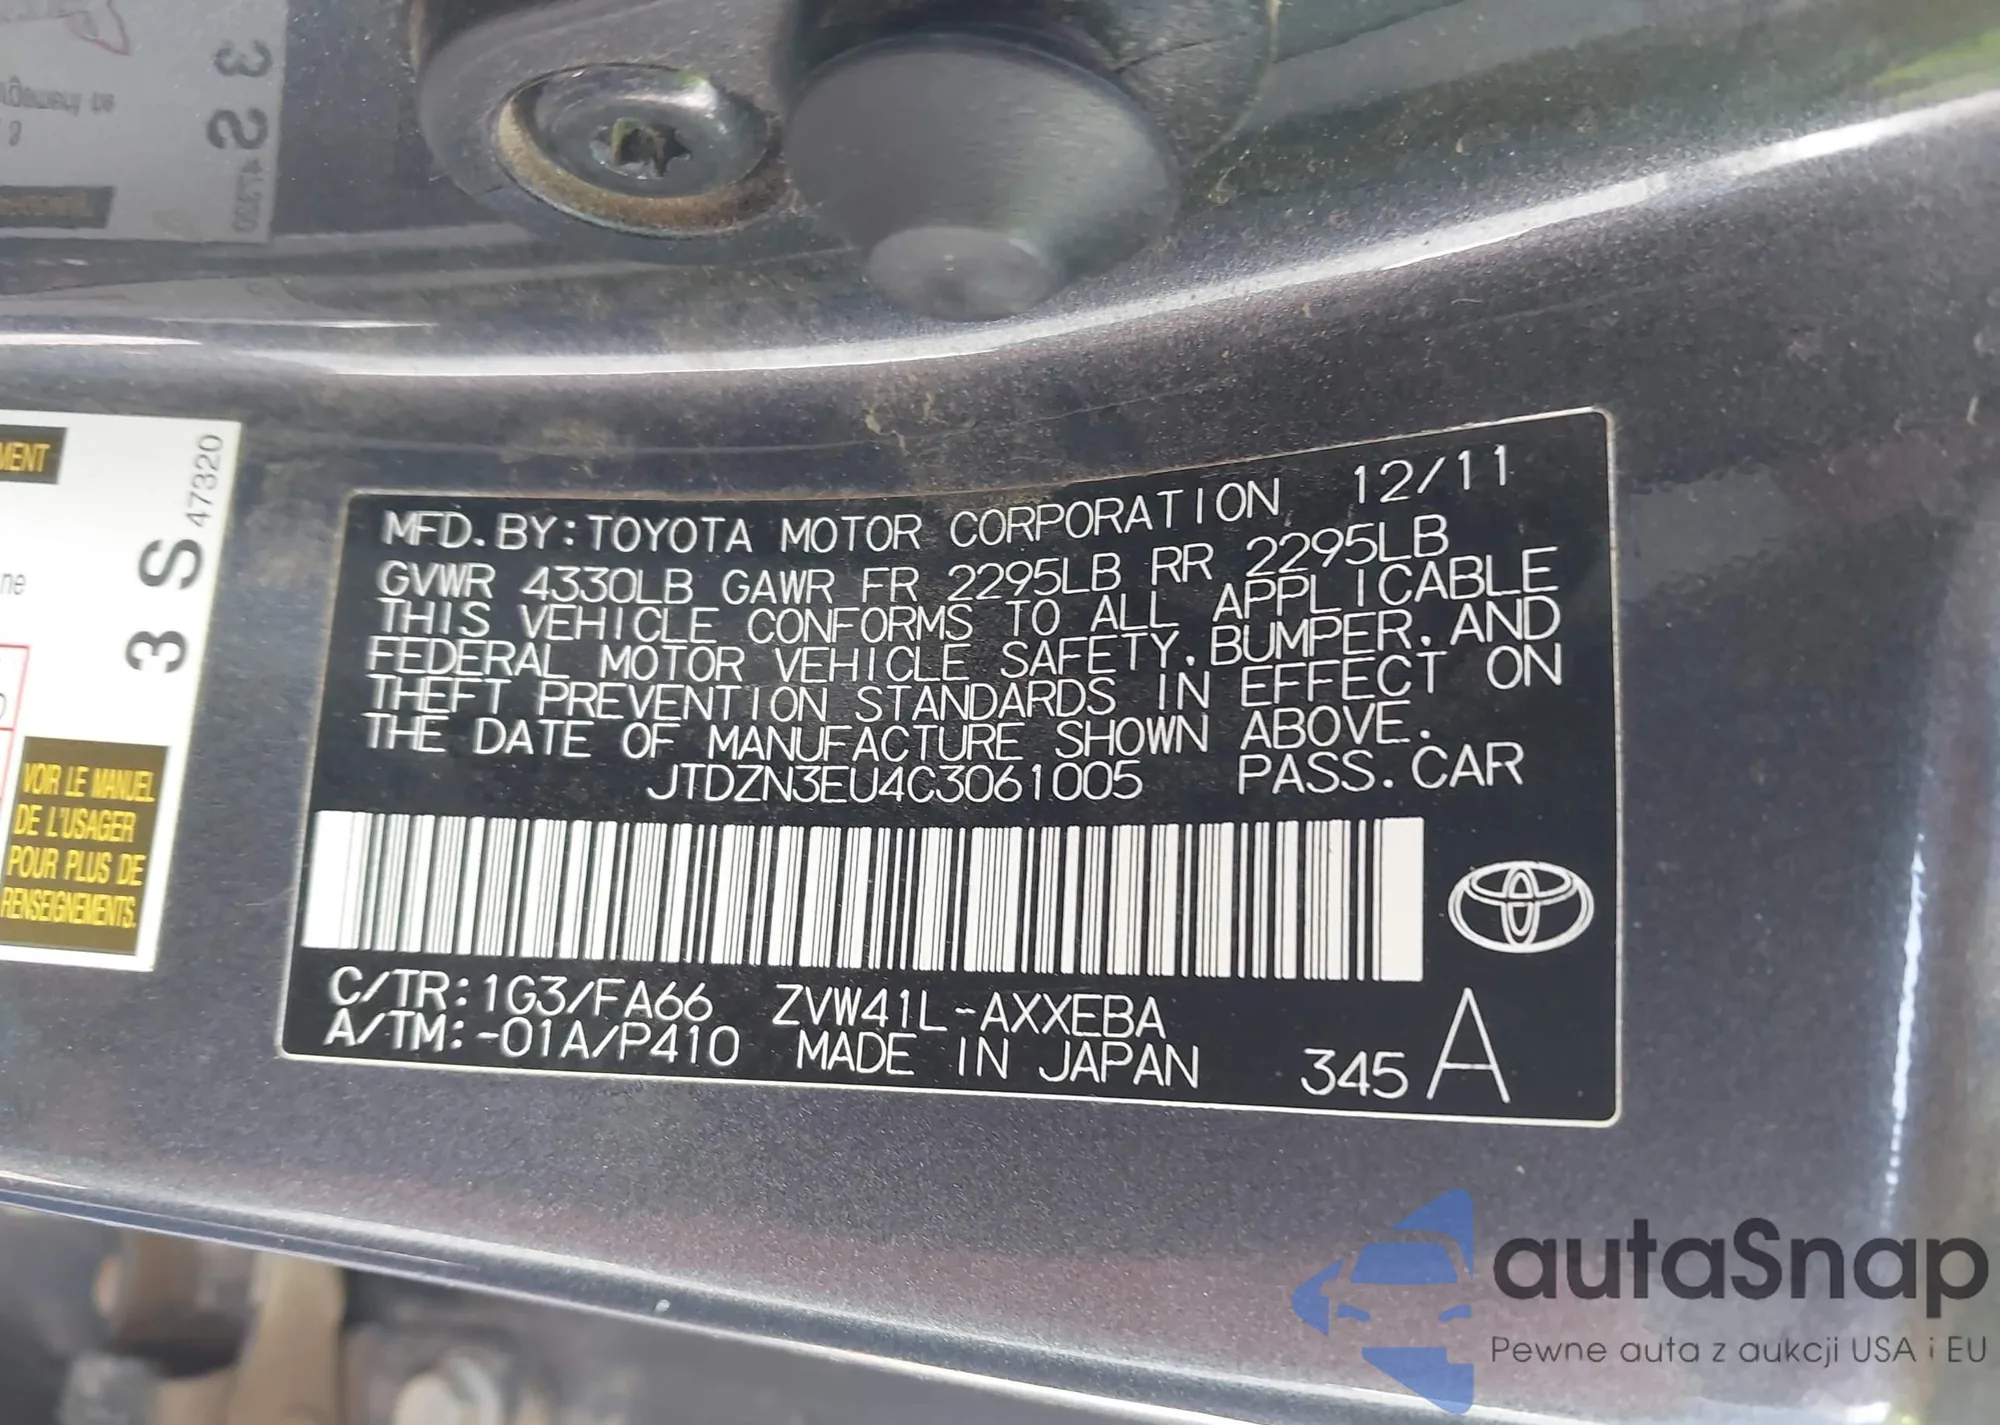 MENT
3 S 47320
ne
VOIR LE MANUEL
DE L'USAGER
POUR PLUS DE
RENSEIGNEMENTS.
MFD. BY: TOYOTA MOTOR CORPORATION 12/11
GVWR 4330LB GAWR FR 2295LB RR 2295LB
THIS VEHICLE CONFORMS TO ALL APPLICABLE
FEDERAL MOTOR VEHICLE SAFETY, BUMPER, AND
THEFT PREVENTION STANDARDS IN EFFECT ON
THE DATE OF MANUFACTURE SHOWN ABOVE.
JTDZN3EU4C3061005 PASS. CAR
C/TR: 1G3/FA66 ZVW41L-AXXEBA
A/TM: -01A/P410 MADE IN JAPAN 345 A
autaSnap
Pewne auta z aukcji USA i EU